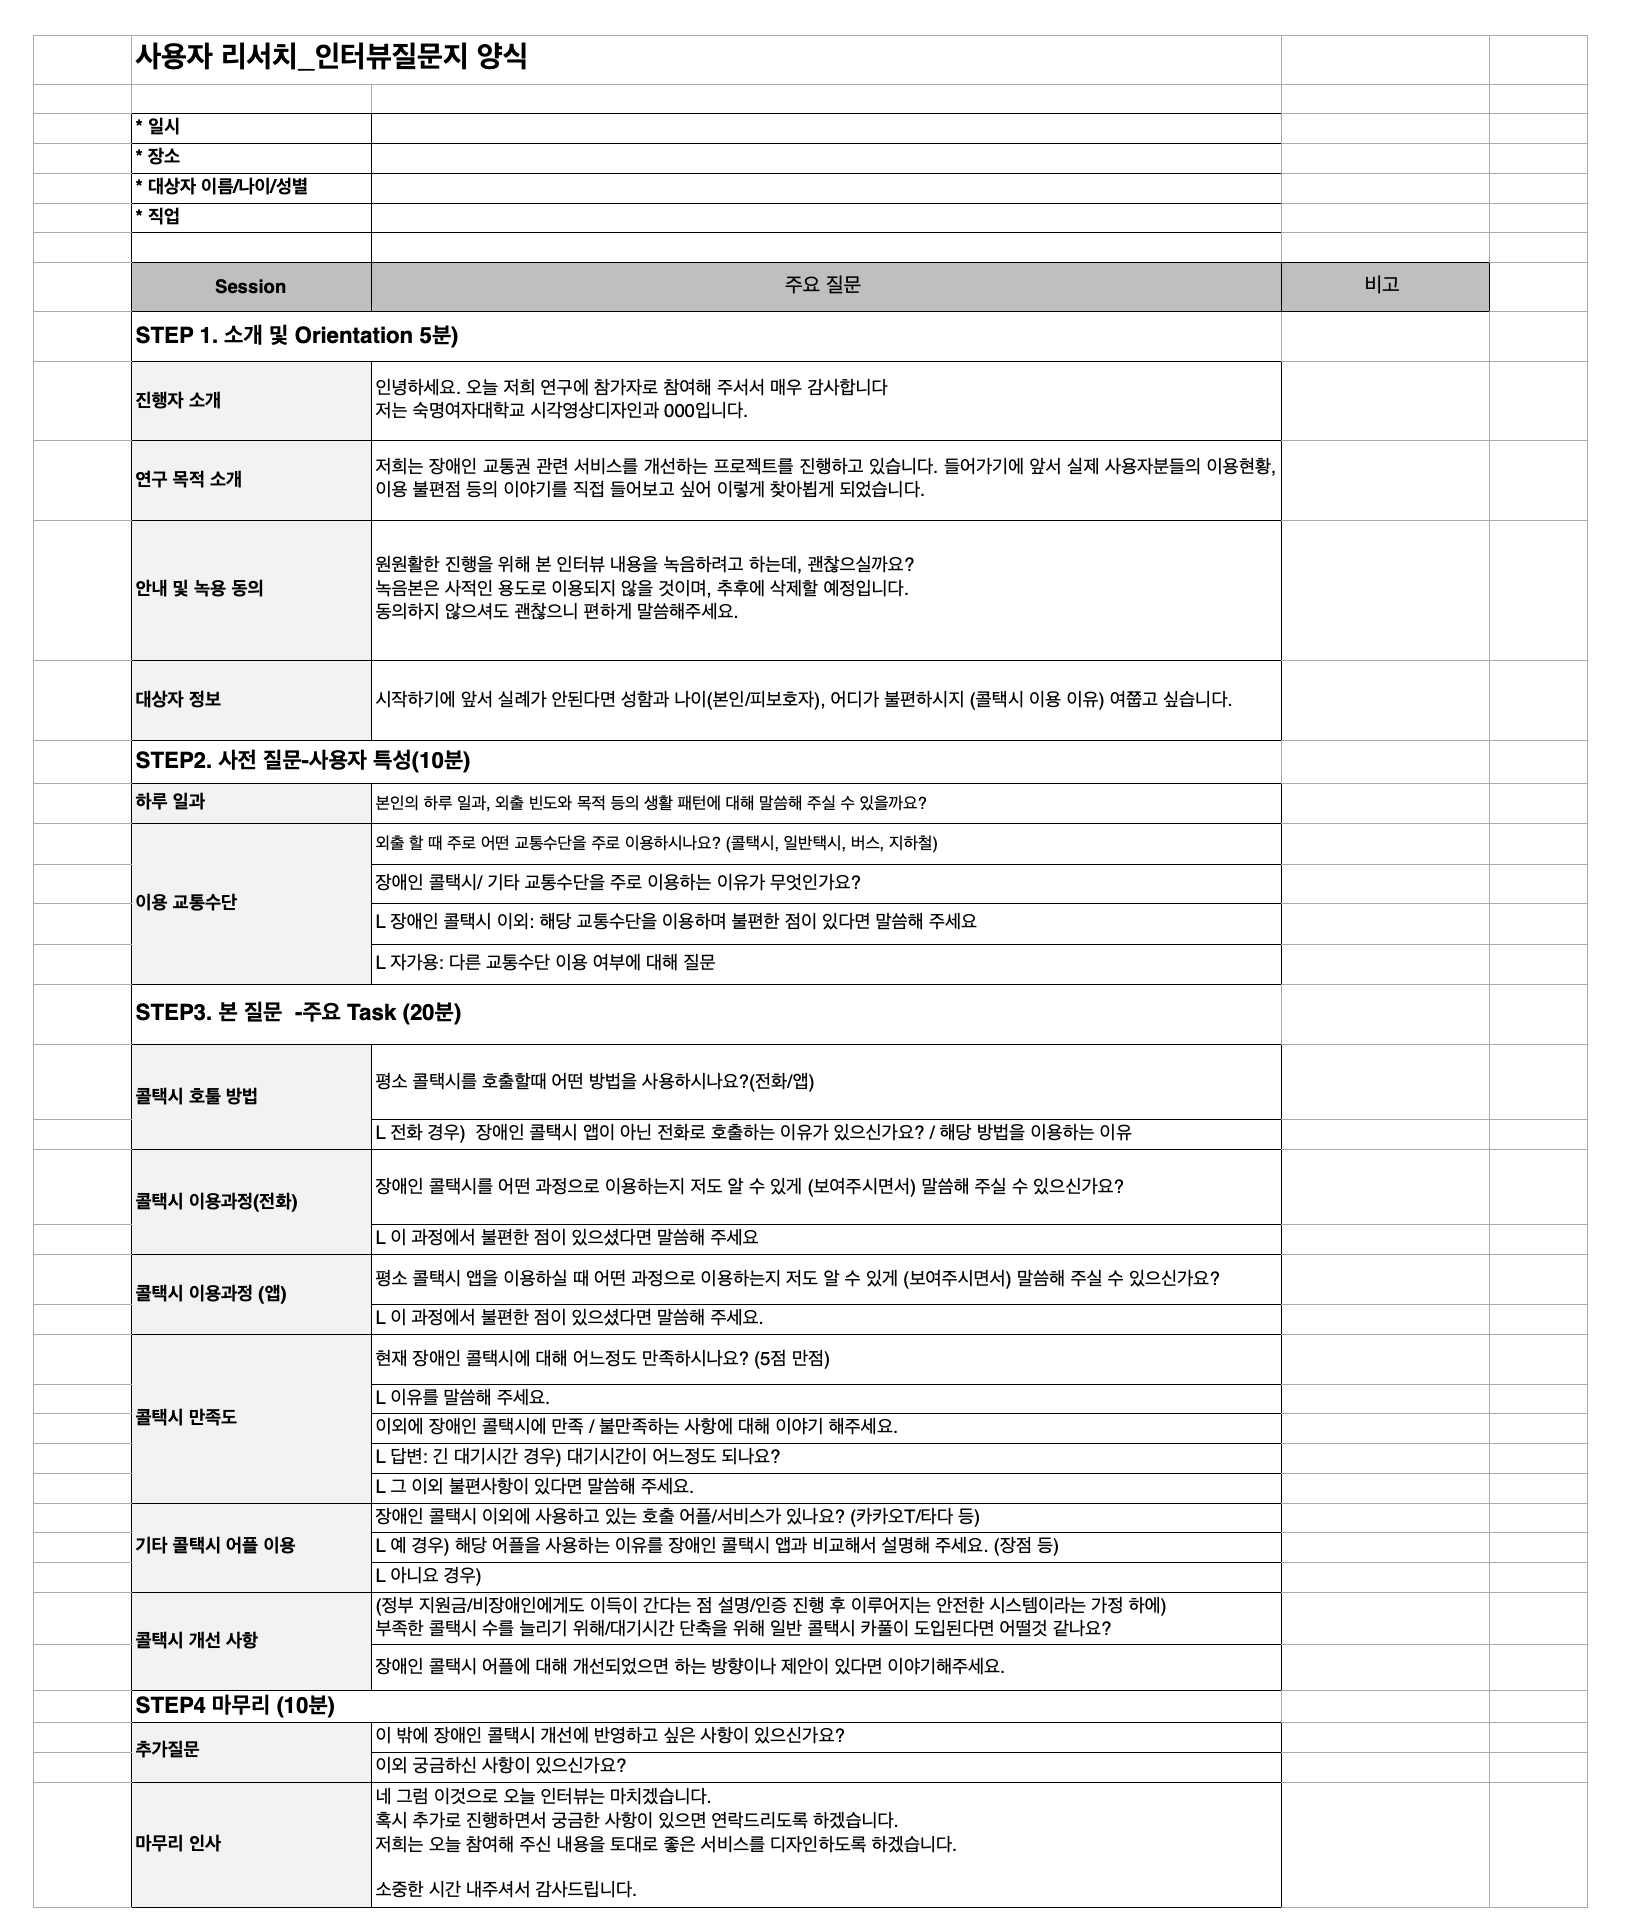 사용자 리서치_인터뷰질문지 양식
* 일시
* 장소
* 대상자 이름/나이/성별
* 직업
Session 주요 질문 비고
STEP 1. 소개 및 Orientation 5분)
진행자 소개
인녕하세요. 오늘 저희 연구에 참가자로 참여해 주서서 매우 감사합니다
저는 숙명여자대학교 시각영상디자인과 000입니다.
연구 목적 소개
저희는 장애인 교통권 관련 서비스를 개선하는 프로젝트를 진행하고 있습니다. 들어가기에 앞서 실제 사용자분들의 이용현황,
이용 불편점 등의 이야기를 직접 들어보고 싶어 이렇게 찾아뵙게 되었습니다.
안내 및 녹용 동의
원원활한 진행을 위해 본 인터뷰 내용을 녹음하려고 하는데, 괜찮으실까요?
녹음본은 사적인 용도로 이용되지 않을 것이며, 추후에 삭제할 예정입니다.
동의하지 않으셔도 괜찮으니 편하게 말씀해주세요.
대상자 정보
시작하기에 앞서 실례가 안된다면 성함과 나이(본인/피보호자), 어디가 불편하시지 (콜택시 이용 이유) 여쭙고 싶습니다.
STEP2. 사전 질문-사용자 특성(10분)
하루 일과
본인의 하루 일과, 외출 빈도와 목적 등의 생활 패턴에 대해 말씀해 주실 수 있을까요?
이용 교통수단
외출 할 때 주로 어떤 교통수단을 주로 이용하시나요? (콜택시, 일반택시, 버스, 지하철)
장애인 콜택시/ 기타 교통수단을 주로 이용하는 이유가 무엇인가요?
L 장애인 콜택시 이외: 해당 교통수단을 이용하며 불편한 점이 있다면 말씀해 주세요
L 자가용: 다른 교통수단 이용 여부에 대해 질문
STEP3. 본 질문 -주요 Task (20분)
콜택시 호툴 방법
평소 콜택시를 호출할때 어떤 방법을 사용하시나요?(전화/앱)
L 전화 경우) 장애인 콜택시 앱이 아닌 전화로 호출하는 이유가 있으신가요? / 해당 방법을 이용하는 이유
콜택시 이용과정(전화)
장애인 콜택시를 어떤 과정으로 이용하는지 저도 알 수 있게 (보여주시면서) 말씀해 주실 수 있으신가요?
L 이 과정에서 불편한 점이 있으셨다면 말씀해 주세요
콜택시 이용과정 (앱)
평소 콜택시 앱을 이용하실 때 어떤 과정으로 이용하는지 저도 알 수 있게 (보여주시면서) 말씀해 주실 수 있으신가요?
L 이 과정에서 불편한 점이 있으셨다면 말씀해 주세요.
콜택시 만족도
현재 장애인 콜택시에 대해 어느정도 만족하시나요? (5점 만점)
L 이유를 말씀해 주세요.
이외에 장애인 콜택시에 만족 / 불만족하는 사항에 대해 이야기 해주세요.
L 답변: 긴 대기시간 경우) 대기시간이 어느정도 되나요?
L 그 이외 불편사항이 있다면 말씀해 주세요.
기타 콜택시 어플 이용
장애인 콜택시 이외에 사용하고 있는 호출 어플/서비스가 있나요? (카카오T/타다 등)
L 예 경우) 해당 어플을 사용하는 이유를 장애인 콜택시 앱과 비교해서 설명해 주세요. (장점 등)
L 아니요 경우)
콜택시 개선 사항
(정부 지원금/비장애인에게도 이득이 간다는 점 설명/인증 진행 후 이루어지는 안전한 시스템이라는 가정 하에)
부족한 콜택시 수를 늘리기 위해/대기시간 단축을 위해 일반 콜택시 카풀이 도입된다면 어떨것 같나요?
장애인 콜택시 어플에 대해 개선되었으면 하는 방향이나 제안이 있다면 이야기해주세요.
STEP4 마무리 (10분)
추가질문
이 밖에 장애인 콜택시 개선에 반영하고 싶은 사항이 있으신가요?
이외 궁금하신 사항이 있으신가요?
마무리 인사
네 그럼 이것으로 오늘 인터뷰는 마치겠습니다.
혹시 추가로 진행하면서 궁금한 사항이 있으면 연락드리도록 하겠습니다.
저희는 오늘 참여해 주신 내용을 토대로 좋은 서비스를 디자인하도록 하겠습니다.
소중한 시간 내주셔서 감사드립니다.